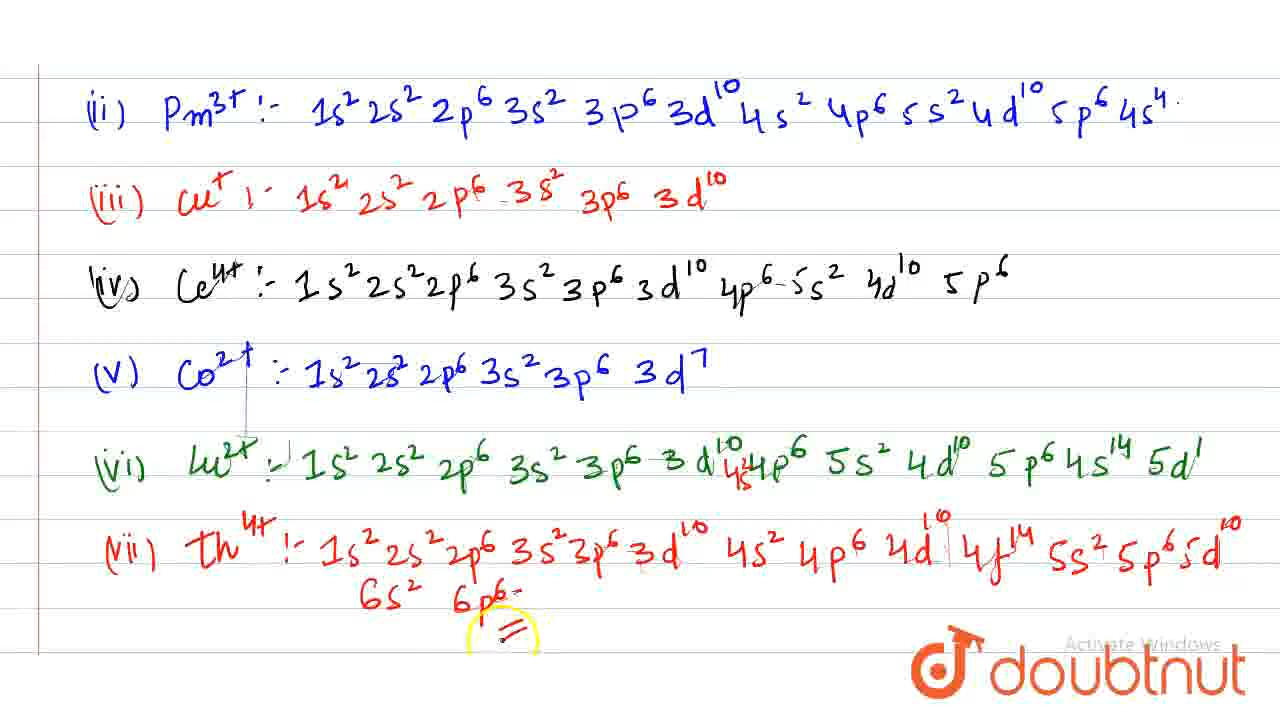 (ii) Pm³⁺ :- 1s² 2s² 2p⁶ 3s² 3p⁶ 3d¹⁰ 4s² 4p⁶ 5s² 4d¹⁰ 5p⁶ 4s⁴
(iii) Cu⁺ :- 1s² 2s² 2p⁶ 3s² 3p⁶ 3d¹⁰
(iv) Ce⁴⁺ :- 1s² 2s² 2p⁶ 3s² 3p⁶ 3d¹⁰ 4p⁶ 5s² 4d¹⁰ 5p⁶
(v) Co²⁺ :- 1s² 2s² 2p⁶ 3s² 3p⁶ 3d⁷
(vi) Lu²⁺ :- 1s² 2s² 2p⁶ 3s² 3p⁶ 3d¹⁰ 4s² 4p⁶ 5s² 4d¹⁰ 5p⁶ 4s¹⁴ 5d¹
(vii) Th⁴⁺ :- 1s² 2s² 2p⁶ 3s² 3p⁶ 3d¹⁰ 4s² 4p⁶ 4d¹⁰ 4f¹⁴ 5s² 5p⁶ 5d¹⁰
6s² 6p⁶
Activate Windows
doubtnut